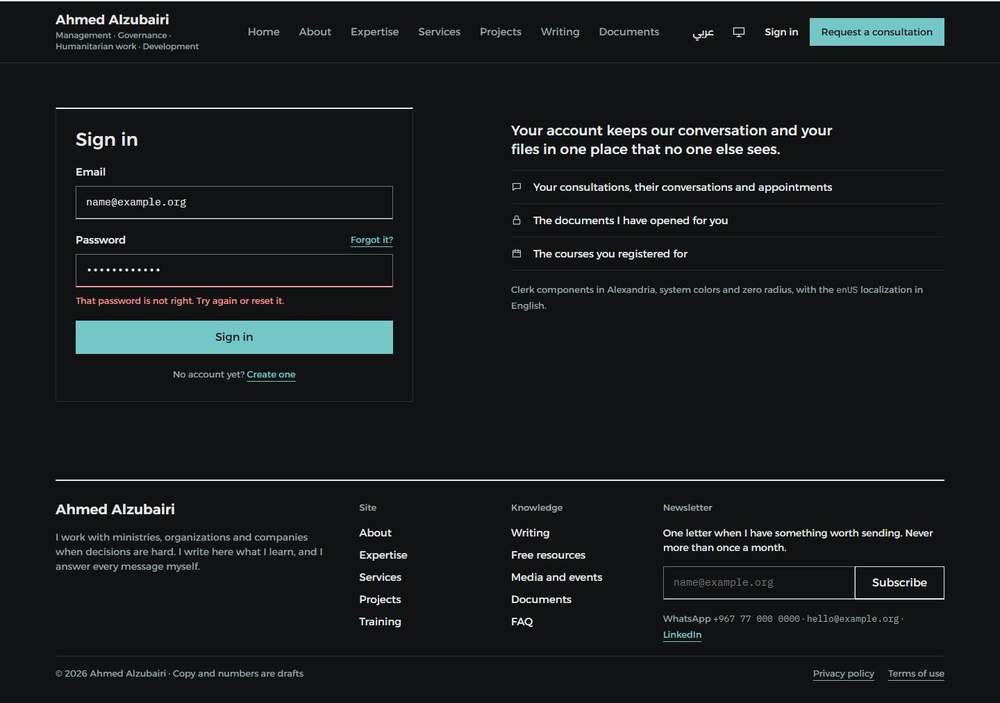 Ahmed Alzubairi
Management · Governance ·
Humanitarian work · Development
Home About Expertise Services Projects Writing Documents
عربي
Sign in
Request a consultation
Sign in
Email
name@example.org
Password
Forgot it?
••••••••••••
That password is not right. Try again or reset it.
Sign in
No account yet? Create one
Your account keeps our conversation and your
files in one place that no one else sees.
Your consultations, their conversations and appointments
The documents I have opened for you
The courses you registered for
Clerk components in Alexandria, system colors and zero radius, with the enUS localization in
English.
Ahmed Alzubairi
I work with ministries, organizations and companies
when decisions are hard. I write here what I learn, and I
answer every message myself.
Site
About
Expertise
Services
Projects
Training
Knowledge
Writing
Free resources
Media and events
Documents
FAQ
Newsletter
One letter when I have something worth sending. Never
more than once a month.
name@example.org
Subscribe
WhatsApp +967 77 000 0000 · hello@example.org ·
LinkedIn
© 2026 Ahmed Alzubairi · Copy and numbers are drafts
Privacy policy Terms of use